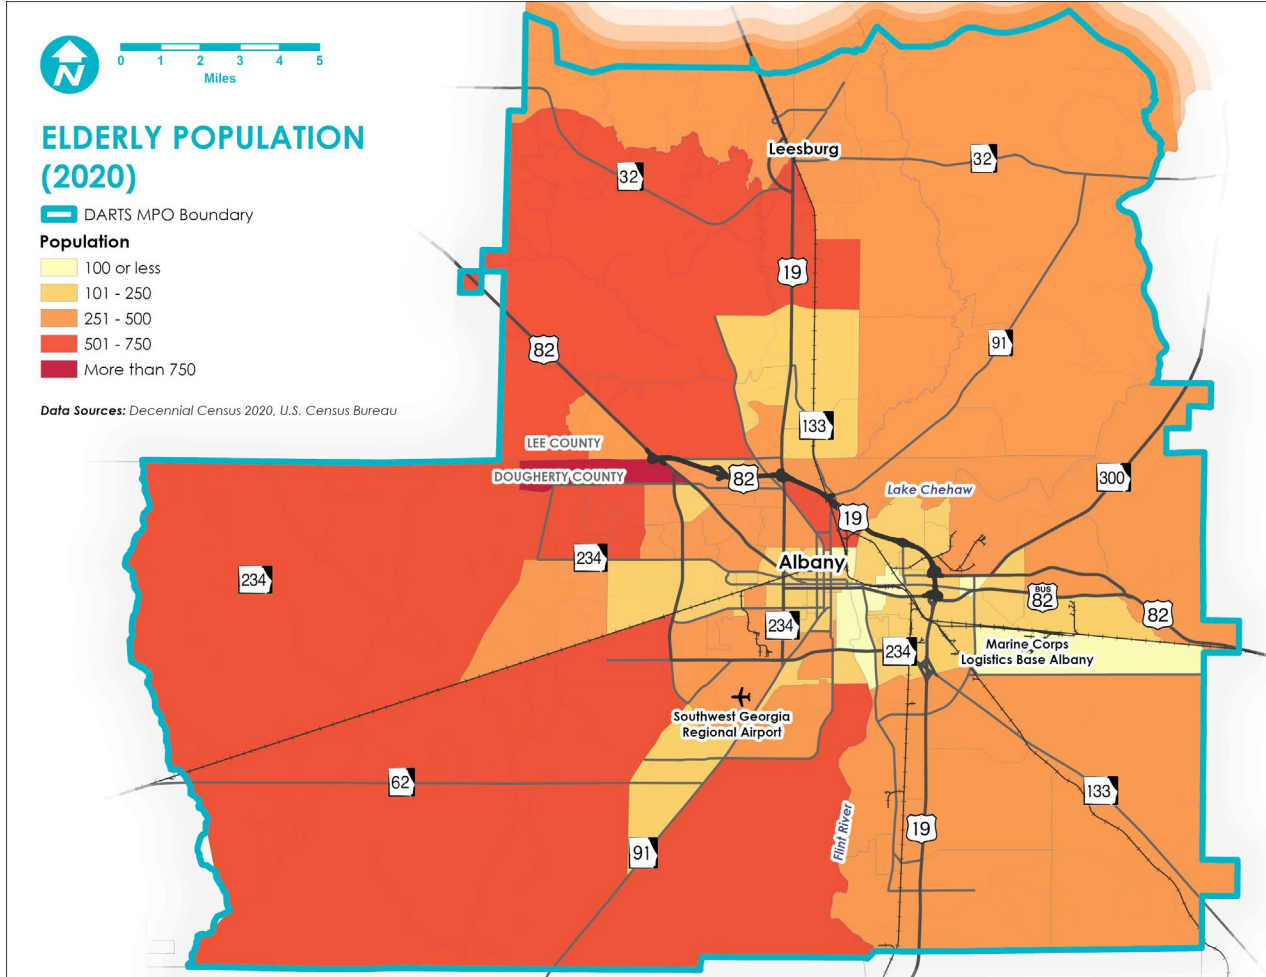 0 1 2 3 4 5
Miles
N
ELDERLY POPULATION
(2020)
DARTS MPO Boundary
Population
100 or less
101 - 250
251 - 500
501 - 750
More than 750
Data Sources: Decennial Census 2020, U.S. Census Bureau
Leesburg
32
32
19
82
91
133
LEE COUNTY
DOUGHERTY COUNTY
82
300
Lake Chehaw
19
234
234
Albany
BUS
82
82
234
234
Marine Corps
Logistics Base Albany
Southwest Georgia
Regional Airport
62
133
Flint River
19
91